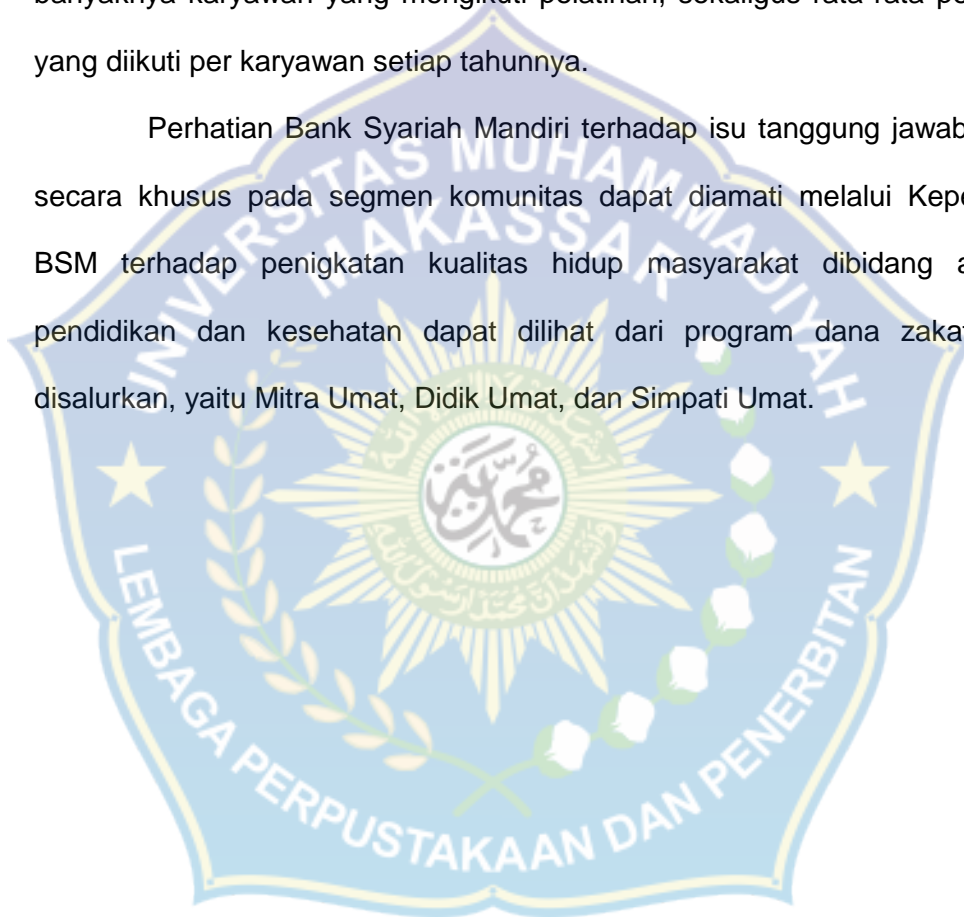 banyaknya karyawan yang mengikuti pelatihan, sekaligus rata-rata pe
yang diikuti per karyawan setiap tahunnya.
Perhatian Bank Syariah Mandiri terhadap isu tanggung jawab
secara khusus pada segmen komunitas dapat diamati melalui Kepe
BSM terhadap penigkatan kualitas hidup masyarakat dibidang a
pendidikan dan kesehatan dapat dilihat dari program dana zakat
disalurkan, yaitu Mitra Umat, Didik Umat, dan Simpati Umat.
UNIVERSITAS MUHAMMADIYAH
MAKASSAR
محمدية
LEMBAGA PERPUSTAKAAN DAN PENERBITAN